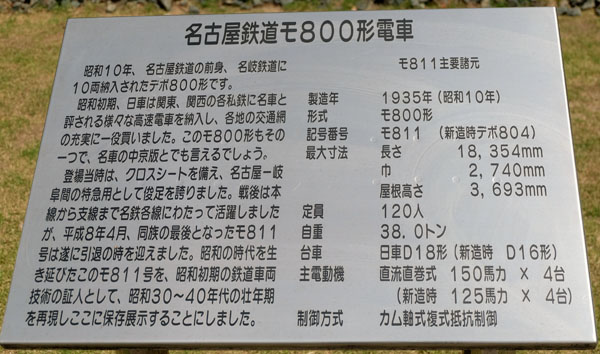 名古屋鉄道モ800形電車
昭和10年、名古屋鉄道の前身、名岐鉄道に
10両納入されたデボ800形です。
昭和初期、日車は関東、関西の各私鉄に名車と
評される様々な高速電車を納入し、各地の交通網
の充実に一役買いました。このモ800形もその
一つで、名車の中京版とでも言えるでしょう。
登場当時は、クロスシートを備え、名古屋ー岐
阜間の特急用として俊足を誇りました。戦後は本
線から支線まで名鉄各線にわたって活躍しました
が、平成8年4月、同族の最後となったモ811
号は遂に引退の時を迎えました。昭和の時代を生
き延びたこのモ811号を、昭和初期の鉄道車両
技術の証人として、昭和30〜40年代の壮年期
を再現しここに保存展示することにしました。
モ811主要諸元
製造年 1935年(昭和10年)
形式 モ800形
記号番号 モ811 (新造時デボ804)
最大寸法 長さ 18,354mm
巾 2,740mm
屋根高さ 3,693mm
定員 120人
自重 38.0トン
台車 日車D18形(新造時 D16形)
主電動機 直流直巻式 150馬力 × 4台
(新造時 125馬力 × 4台)
制御方式 カム軸式複式抵抗制御